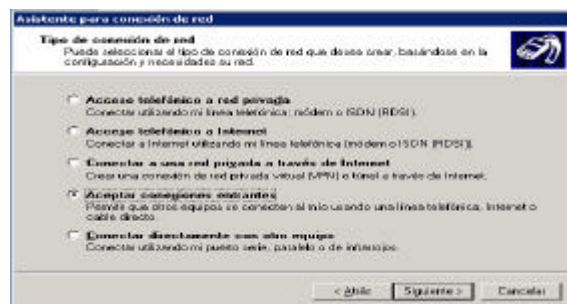 Asistente para conexión de red
Tipo de conexión de red
Puede seleccionar el tipo de conexión de red que desea crear, basándose en la
configuración y necesidades su red.
Acceso telefónico a red privada
Conectar utilizando mi línea telefónica; módem o ISDN (RDSI).
Acceso telefónico a Internet
Conectar a Internet utilizando mi línea telefónica (módem o ISDN (RDSI)).
Conectar a una red privada a través de Internet
Crear una conexión de red privada virtual (VPN) o túnel a través de Internet.
Aceptar conexiones entrantes
Permite que otros equipos se conecten al mío usando una línea telefónica, Internet o
cable directo.
Conectar directamente con otro equipo
Conectar utilizando mi puerto serie, paralelo o de infrarrojos.
< Atrás
Siguiente >
Cancelar